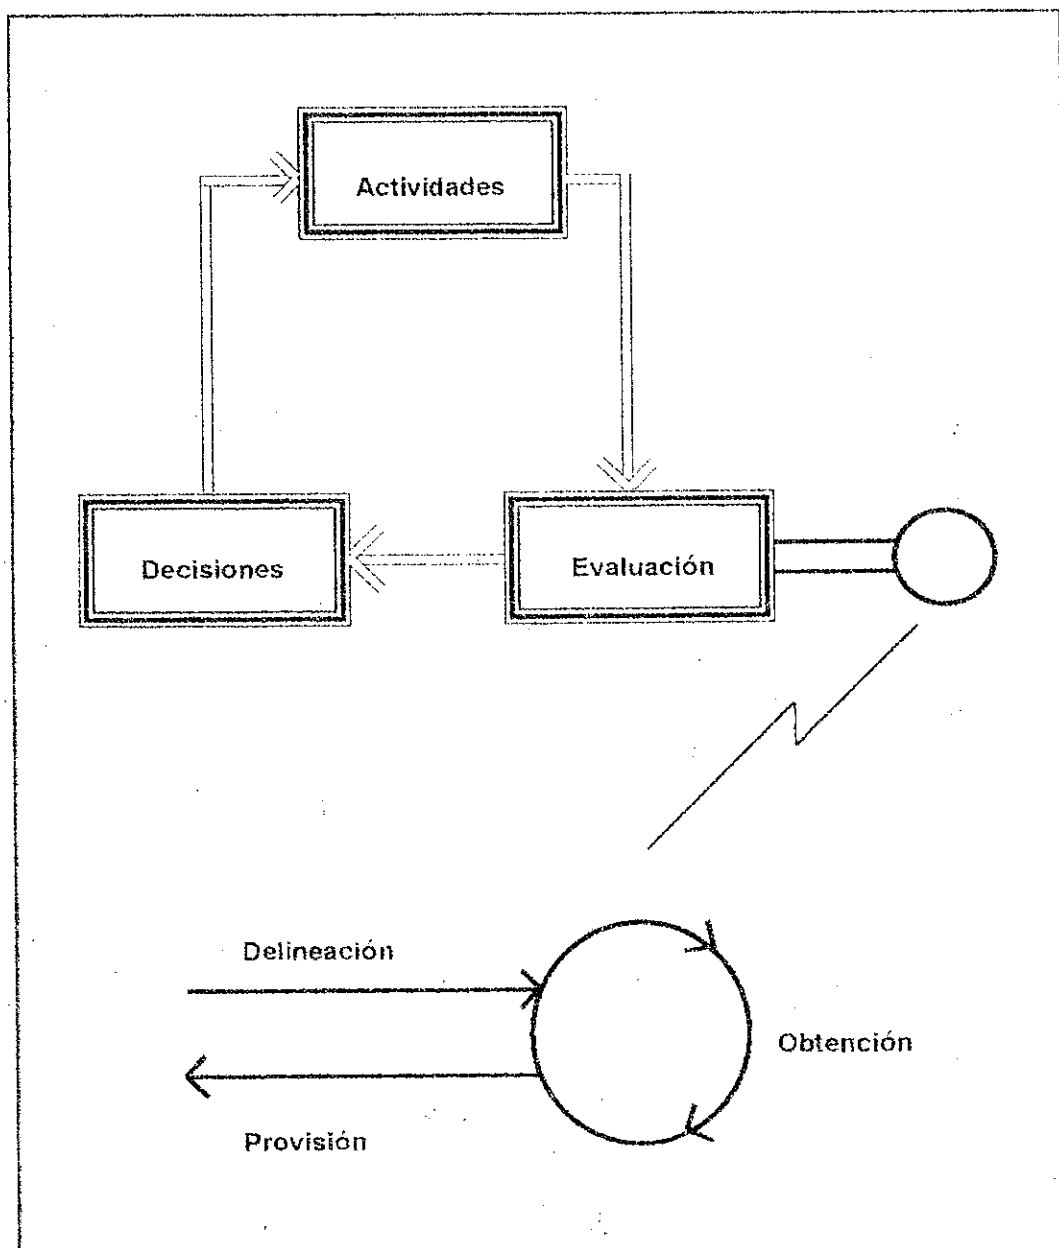 Actividades
Decisiones
Evaluación
Delineación
Obtención
Provisión